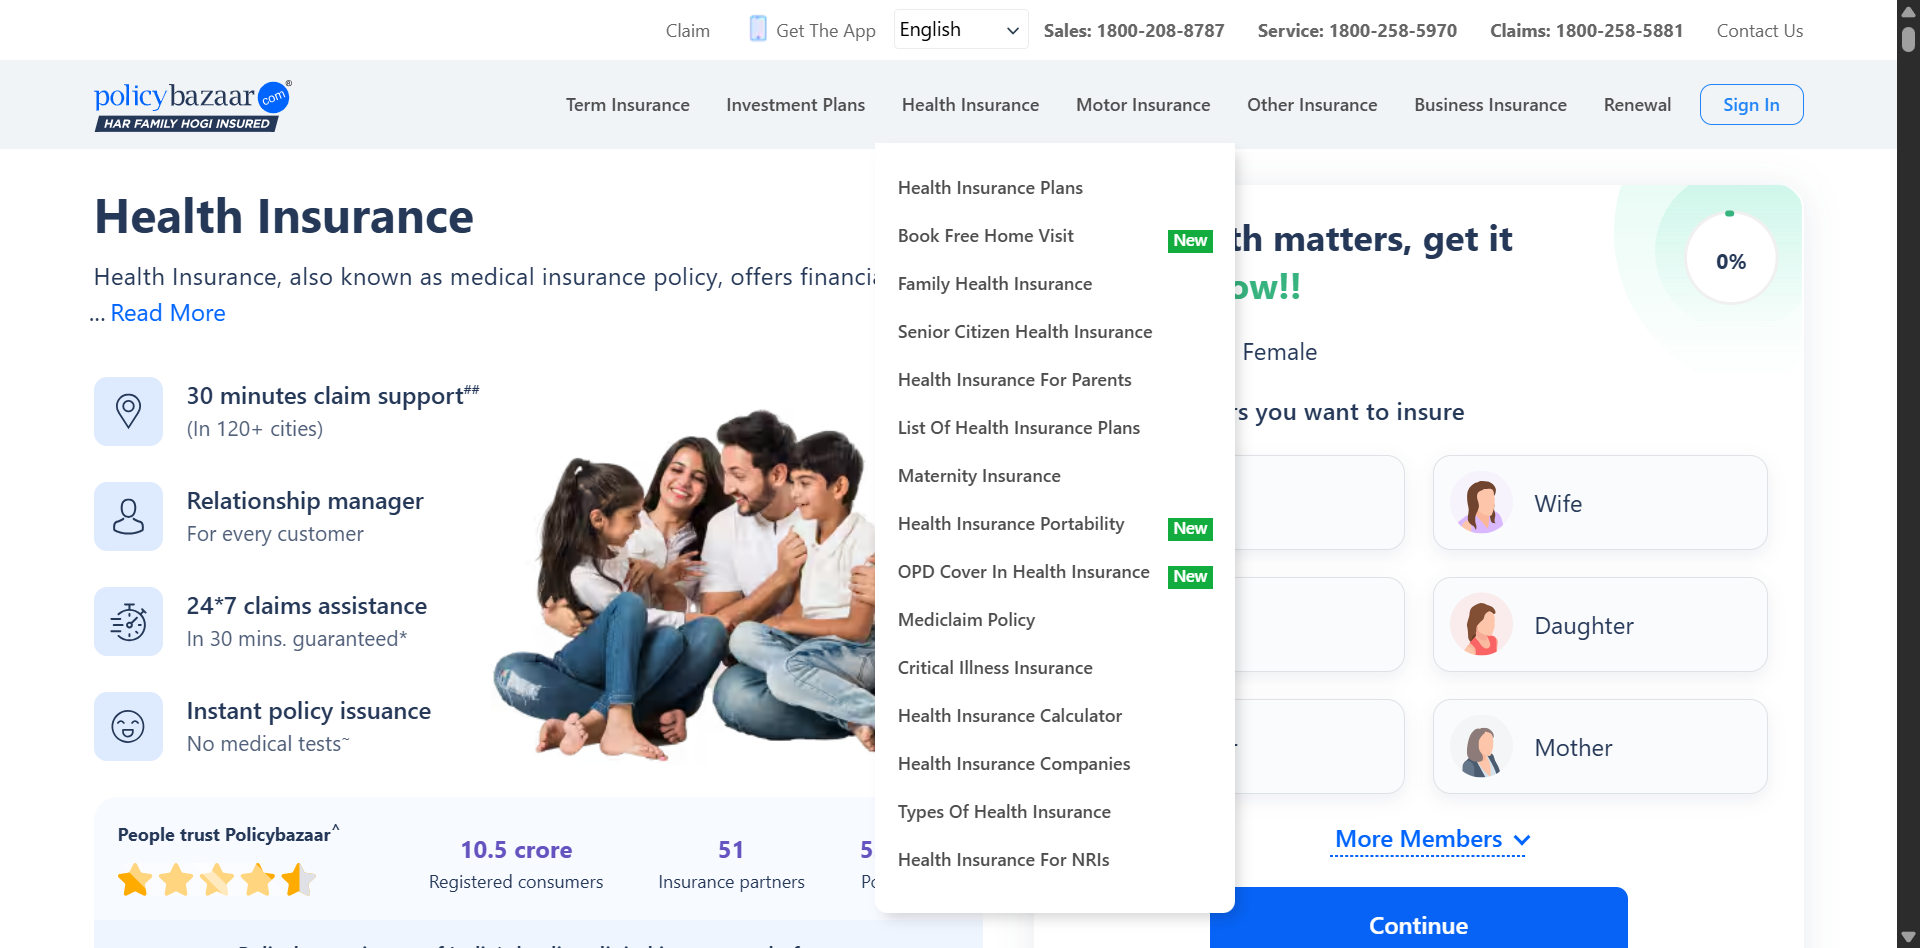 Claim
Get The App
English
Sales: 1800-208-8787
Service: 1800-258-5970
Claims: 1800-258-5881
Contact Us
policybazaar com®
HAR FAMILY HOGI INSURED
Term Insurance
Investment Plans
Health Insurance
Motor Insurance
Other Insurance
Business Insurance
Renewal
Sign In
Health Insurance
Health Insurance, also known as medical insurance policy, offers
... Read More
30 minutes claim support##
(In 120+ cities)
Relationship manager
For every customer
24*7 claims assistance
In 30 mins. guaranteed*
Instant policy issuance
No medical tests~
People trust Policybazaar^
10.5 crore
Registered consumers
51
Insurance partners
Health Insurance Plans
Book Free Home Visit
New
Family Health Insurance
Senior Citizen Health Insurance
Health Insurance For Parents
List Of Health Insurance Plans
Maternity Insurance
Health Insurance Portability
New
OPD Cover In Health Insurance
New
Mediclaim Policy
Critical Illness Insurance
Health Insurance Calculator
Health Insurance Companies
Types Of Health Insurance
Health Insurance For NRIs
matters, get it
0%
Female
you want to insure
Wife
Daughter
Mother
More Members
Continue